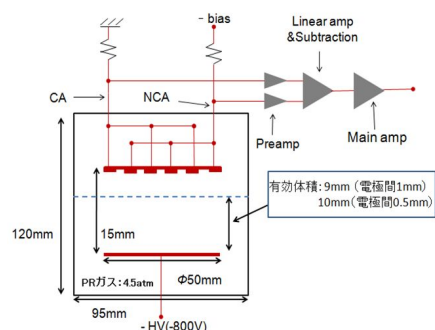 - bias
Linear amp
&Subtraction
CA
NCA
Preamp
Main amp
有効体積：9mm（電極間1mm）
10mm（電極間0.5mm）
120mm
15mm
PRガス：4.5atm
Φ50mm
95mm
- HV(-800V)